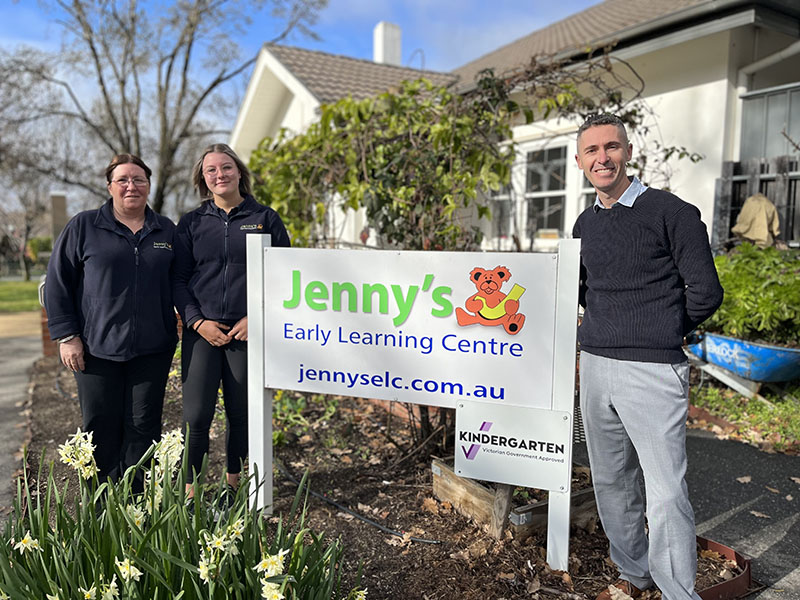 Jenny's
Early Learning Centre
jennyselc.com.au
KINDERGARTEN
Victorian Government Approved